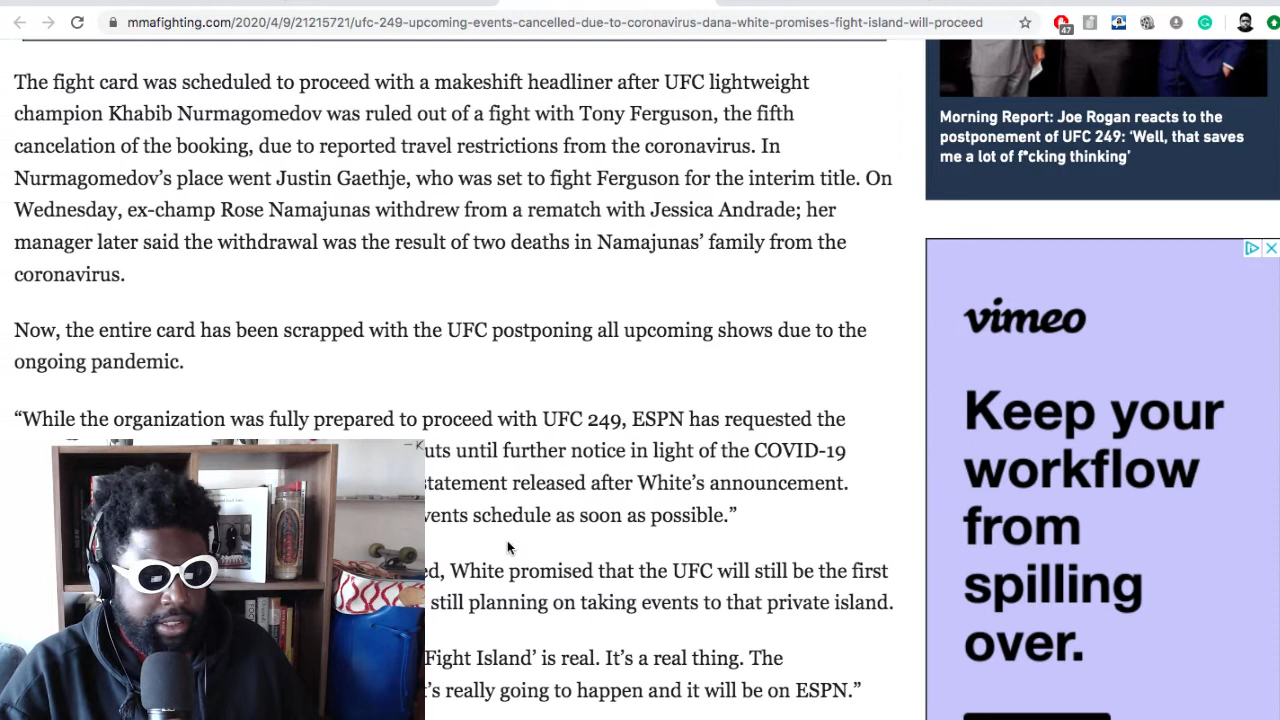 mmafighting.com/2020/4/9/21215721/ufc-249-upcoming-events-cancelled-due-to-coronavirus-dana-white-promises-fight-island-will-proceed
47
The fight card was scheduled to proceed with a makeshift headliner after UFC lightweight
champion Khabib Nurmagomedov was ruled out of a fight with Tony Ferguson, the fifth
cancelation of the booking, due to reported travel restrictions from the coronavirus. In
Nurmagomedov’s place went Justin Gaethje, who was set to fight Ferguson for the interim title. On
Wednesday, ex-champ Rose Namajunas withdrew from a rematch with Jessica Andrade; her
manager later said the withdrawal was the result of two deaths in Namajunas’ family from the
coronavirus.
Now, the entire card has been scrapped with the UFC postponing all upcoming shows due to the
ongoing pandemic.
“While the organization was fully prepared to proceed with UFC 249, ESPN has requested the
uts until further notice in light of the COVID-19
statement released after White’s announcement.
vents schedule as soon as possible.”
ed, White promised that the UFC will still be the first
still planning on taking events to that private island.
Fight Island’ is real. It’s a real thing. The
’s really going to happen and it will be on ESPN.”
Morning Report: Joe Rogan reacts to the
postponement of UFC 249: ‘Well, that saves
me a lot of f*cking thinking’
vimeo
Keep your
workflow
from
spilling
over.